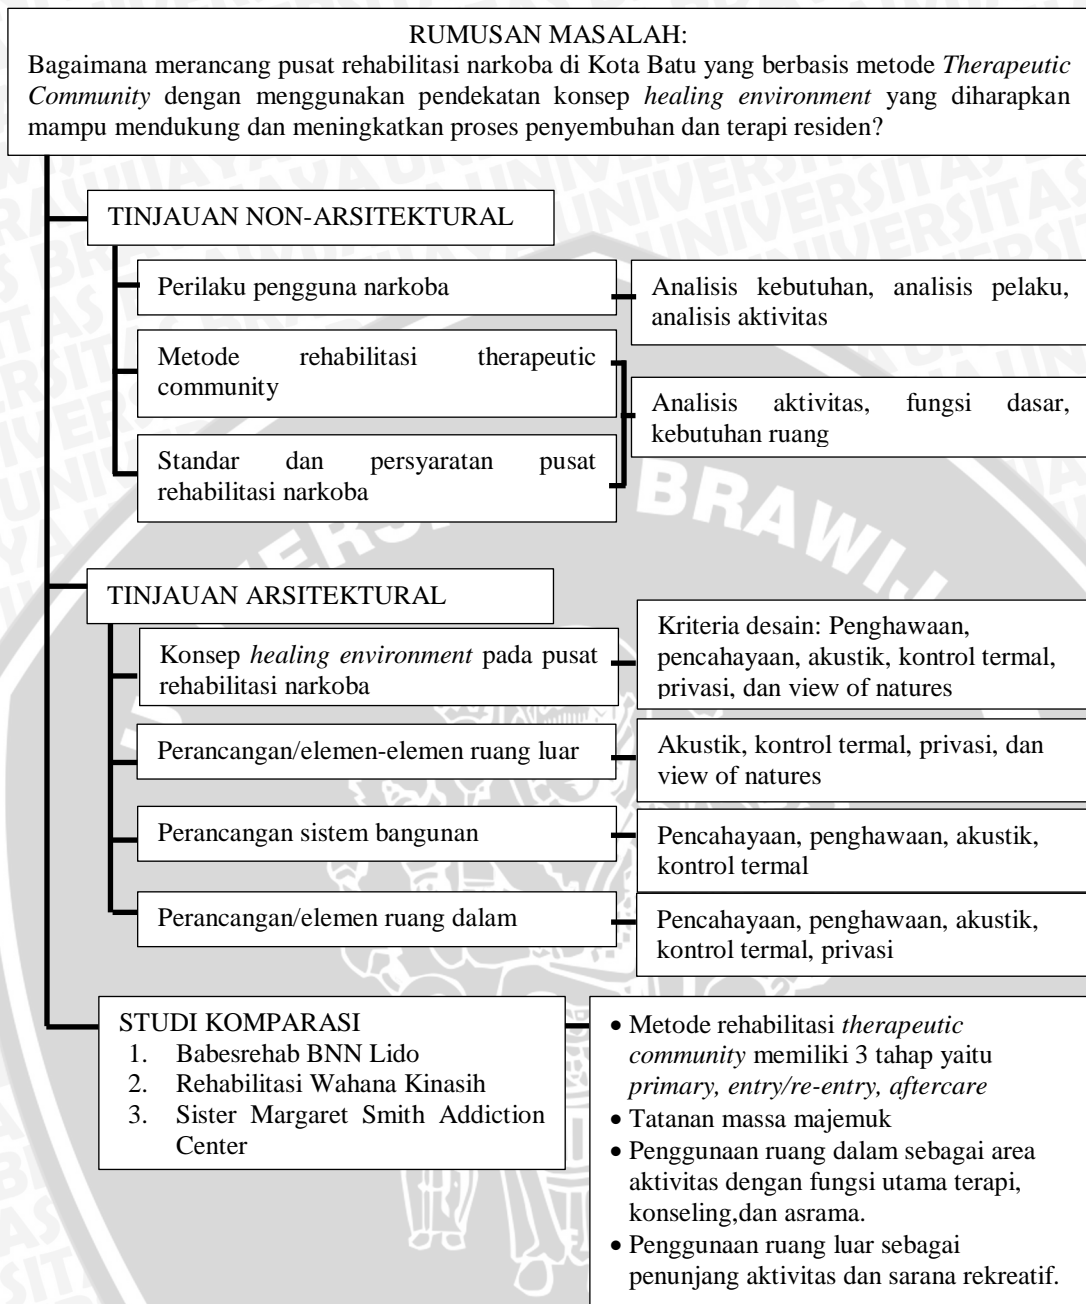 RUMUSAN MASALAH:
Bagaimana merancang pusat rehabilitasi narkoba di Kota Batu yang berbasis metode Therapeutic
Community dengan menggunakan pendekatan konsep healing environment yang diharapkan
mampu mendukung dan meningkatkan proses penyembuhan dan terapi residen?
TINJAUAN NON-ARSITEKTURAL
Perilaku pengguna narkoba
Analisis kebutuhan, analisis pelaku,
analisis aktivitas
Metode rehabilitasi therapeutic
community
Analisis aktivitas, fungsi dasar,
kebutuhan ruang
Standar dan persyaratan pusat
rehabilitasi narkoba
TINJAUAN ARSITEKTURAL
Konsep healing environment pada pusat
rehabilitasi narkoba
Kriteria desain: Penghawaan,
pencahayaan, akustik, kontrol termal,
privasi, dan view of natures
Perancangan/elemen-elemen ruang luar
Akustik, kontrol termal, privasi, dan
view of natures
Perancangan sistem bangunan
Pencahayaan, penghawaan, akustik,
kontrol termal
Perancangan/elemen ruang dalam
Pencahayaan, penghawaan, akustik,
kontrol termal, privasi
STUDI KOMPARASI
1. Babesrehab BNN Lido
2. Rehabilitasi Wahana Kinasih
3. Sister Margaret Smith Addiction
Center
• Metode rehabilitasi therapeutic
community memiliki 3 tahap yaitu
primary, entry/re-entry, aftercare
• Tatanan massa majemuk
• Penggunaan ruang dalam sebagai area
aktivitas dengan fungsi utama terapi,
konseling,dan asrama.
• Penggunaan ruang luar sebagai
penunjang aktivitas dan sarana rekreatif.